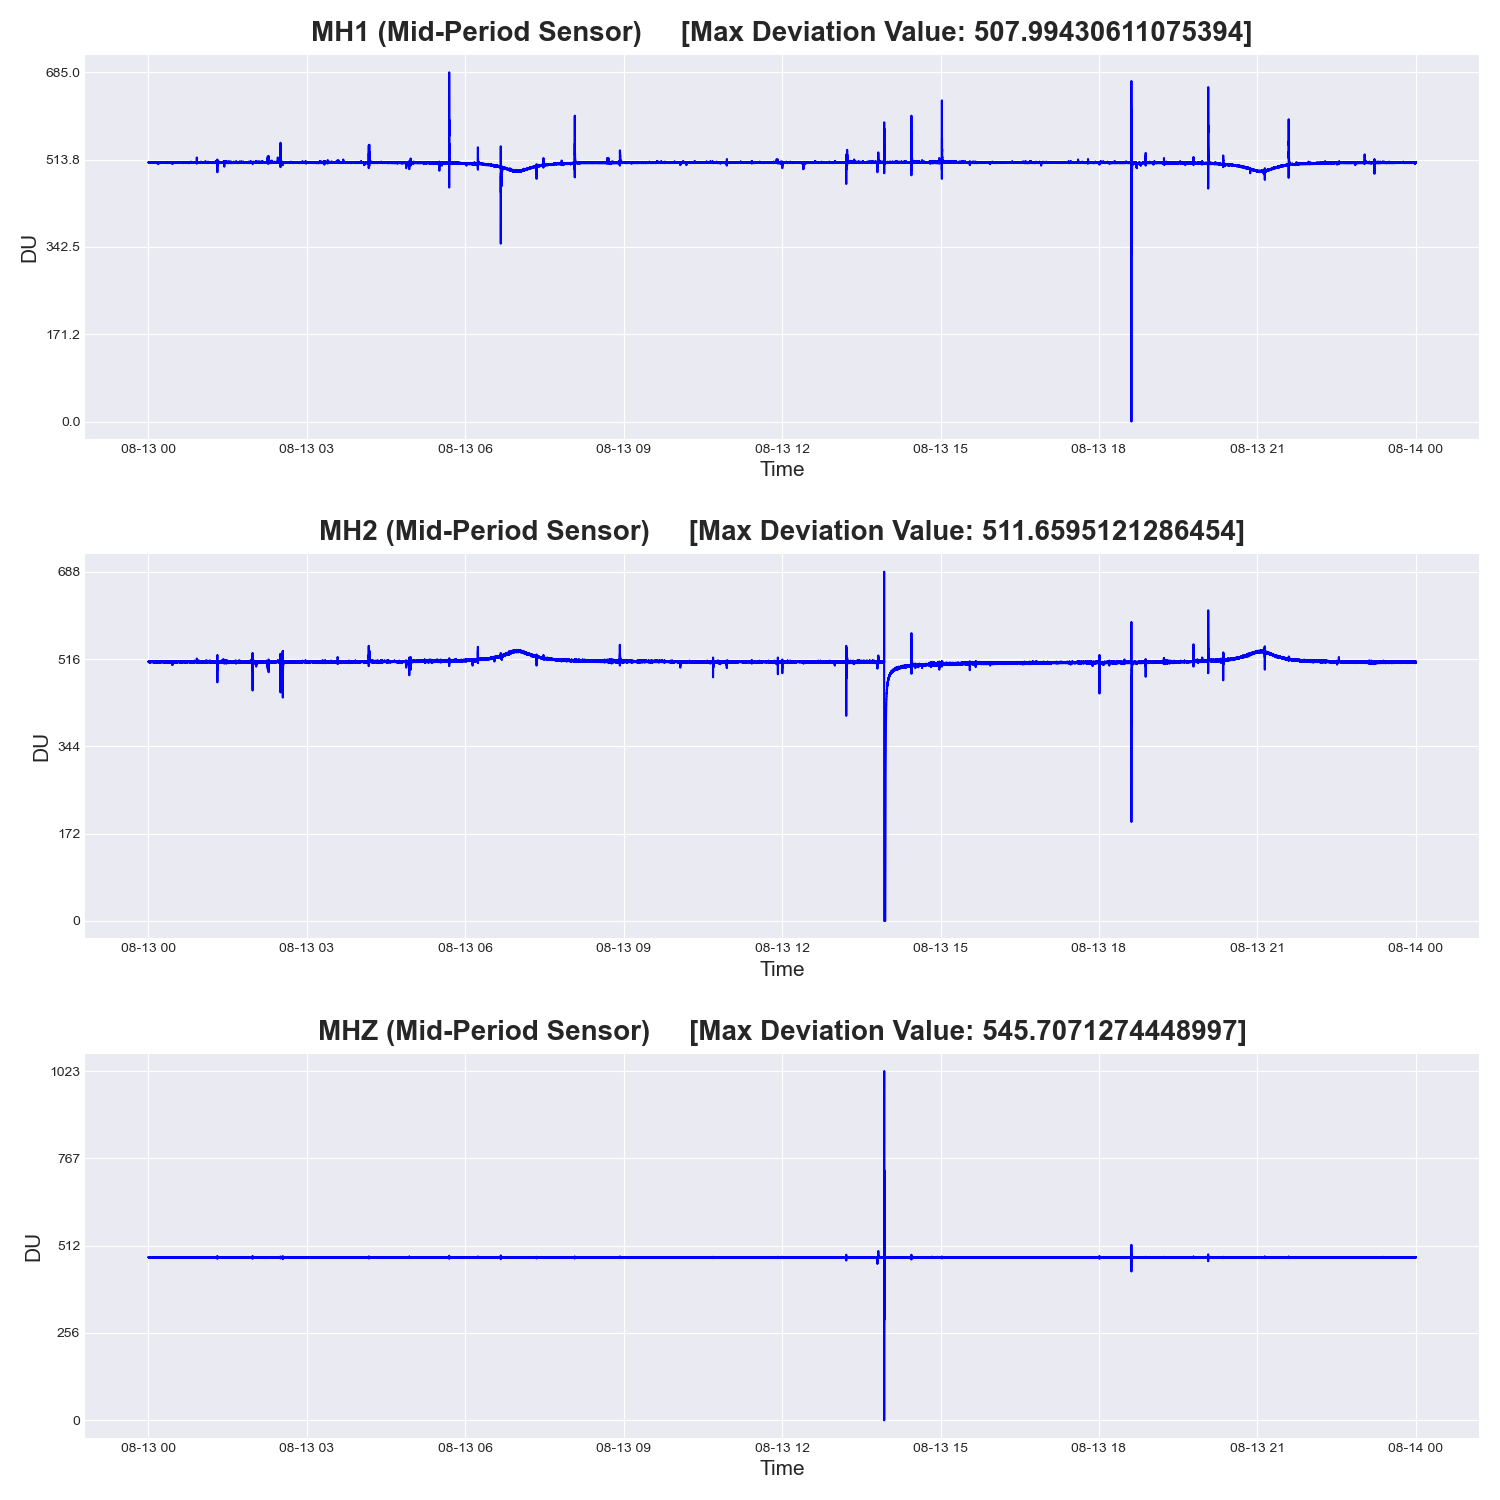 MH1 (Mid-Period Sensor) [Max Deviation Value: 507.99430611075394]
685.0
513.8
342.5
171.2
0.0
DU
08-13 00 08-13 03 08-13 06 08-13 09 08-13 12 08-13 15 08-13 18 08-13 21 08-14 00
Time
MH2 (Mid-Period Sensor) [Max Deviation Value: 511.6595121286454]
688
516
344
172
0
DU
08-13 00 08-13 03 08-13 06 08-13 09 08-13 12 08-13 15 08-13 18 08-13 21 08-14 00
Time
MHZ (Mid-Period Sensor) [Max Deviation Value: 545.7071274448997]
1023
767
512
256
0
DU
08-13 00 08-13 03 08-13 06 08-13 09 08-13 12 08-13 15 08-13 18 08-13 21 08-14 00
Time